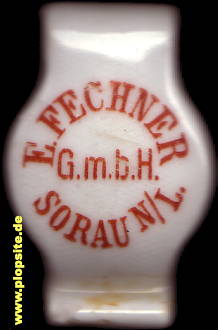 E. FECHNER
G.m.b.H.
SORAU N/L.
www.plopsite.de